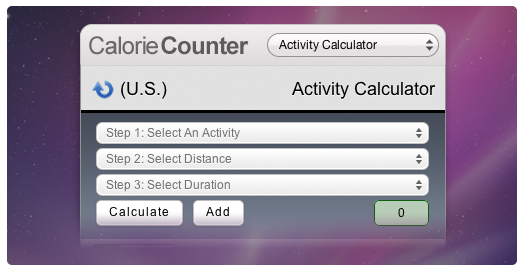 CalorieCounter Activity Calculator
(U.S.) Activity Calculator
Step 1: Select An Activity
Step 2: Select Distance
Step 3: Select Duration
Calculate Add 0